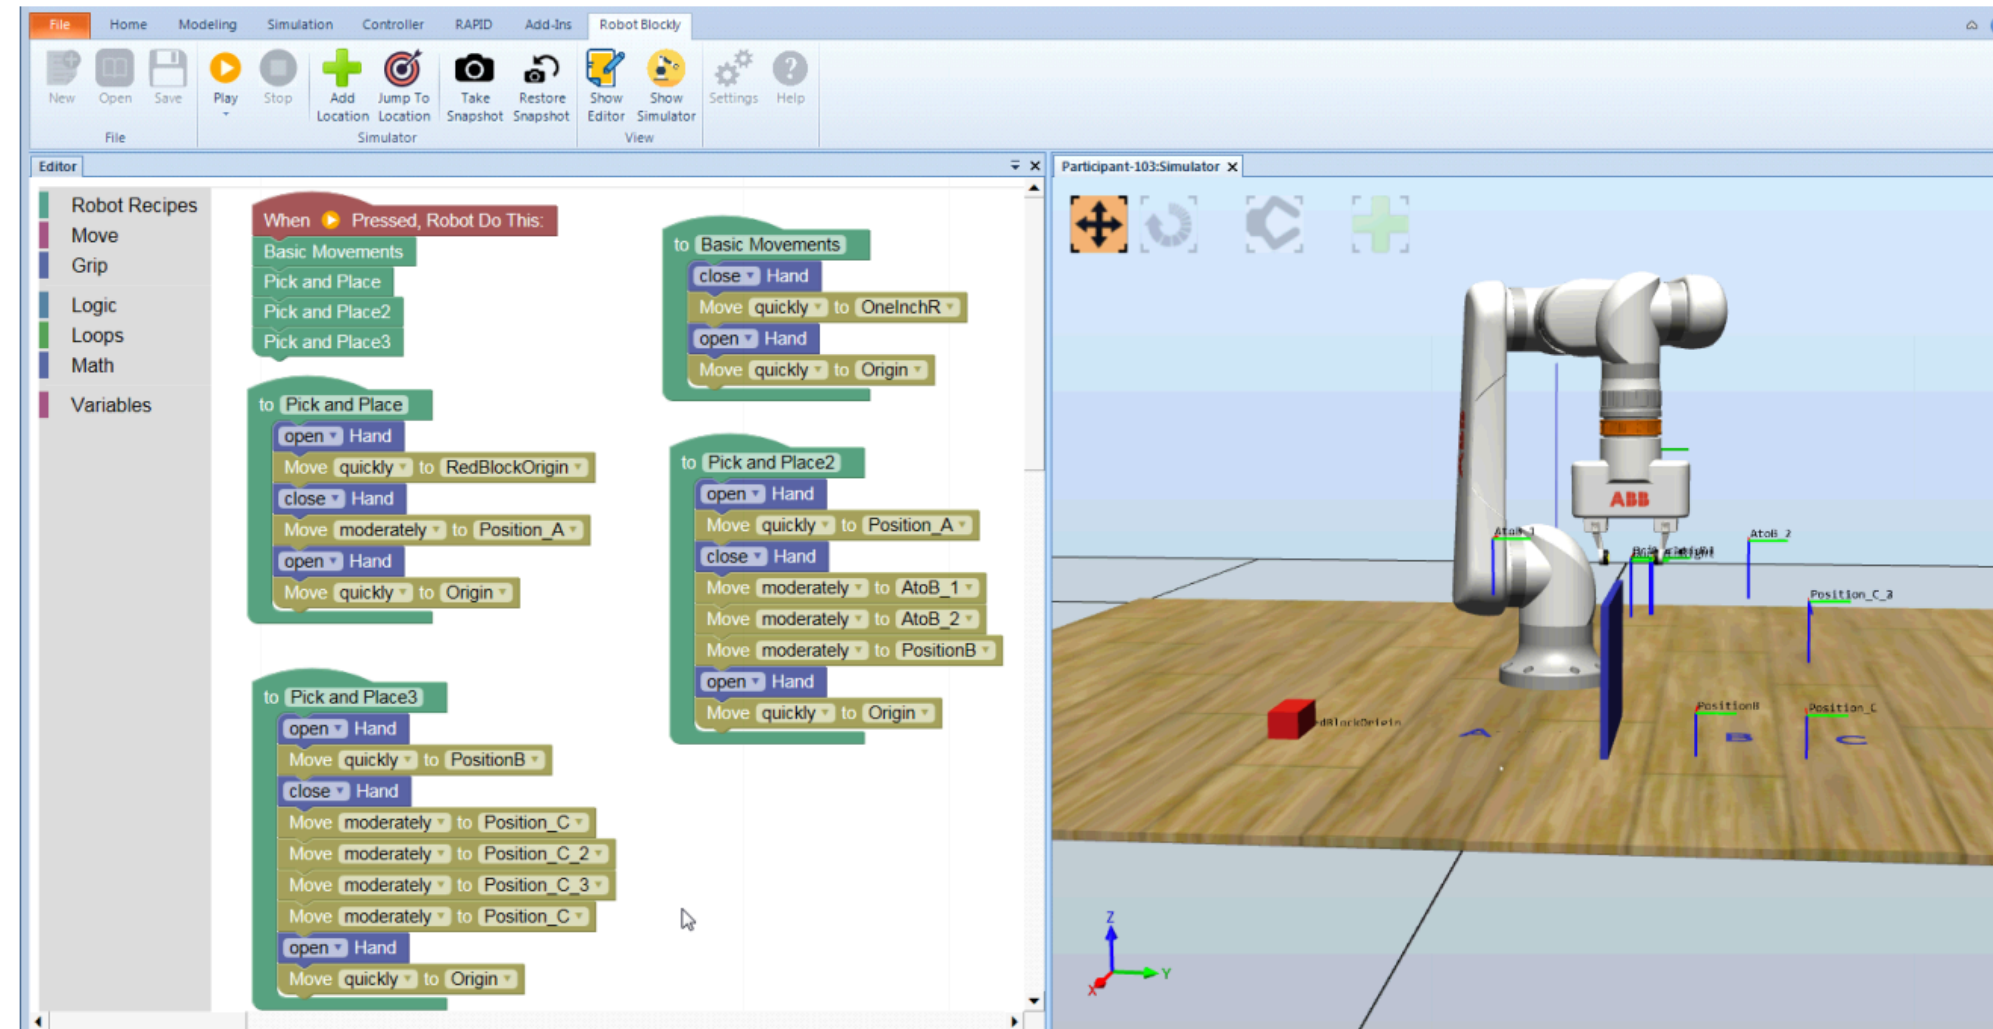 File Home Modeling Simulation Controller RAPID Add-Ins Robot Blockly
New Open Save Play Stop Add Location Jump To Location Take Snapshot Restore Snapshot Show Editor Show Simulator Settings Help
File Simulator View
Editor
Robot Recipes
Move
Grip
Logic
Loops
Math
Variables
When Pressed, Robot Do This:
Basic Movements
Pick and Place
Pick and Place2
Pick and Place3
to Pick and Place
open Hand
Move quickly to RedBlockOrigin
close Hand
Move moderately to Position_A
open Hand
Move quickly to Origin
to Pick and Place3
open Hand
Move quickly to PositionB
close Hand
Move moderately to Position_C
Move moderately to Position_C_2
Move moderately to Position_C_3
Move moderately to Position_C
open Hand
Move quickly to Origin
to Basic Movements
close Hand
Move quickly to OneInchR
open Hand
Move quickly to Origin
to Pick and Place2
open Hand
Move quickly to Position_A
close Hand
Move moderately to AtoB_1
Move moderately to AtoB_2
Move moderately to PositionB
open Hand
Move quickly to Origin
Participant-103:Simulator
ABB
AtoB_1
AtoB_2
Position_C_3
PositionB
Position_C
dBlockOrigin
A
B
C
Z
Y
X